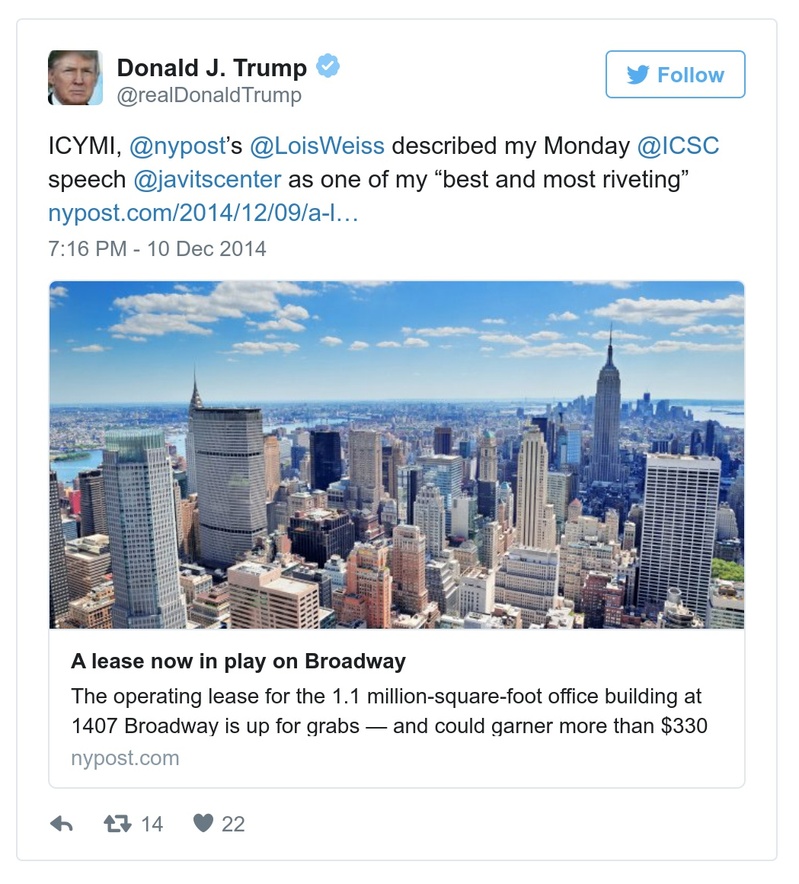 Donald J. Trump
@realDonaldTrump
Follow
ICYMI, @nypost’s @LoisWeiss described my Monday @ICSC
speech @javitscenter as one of my “best and most riveting”
nypost.com/2014/12/09/a-l…
7:16 PM - 10 Dec 2014
A lease now in play on Broadway
The operating lease for the 1.1 million-square-foot office building at
1407 Broadway is up for grabs — and could garner more than $330
nypost.com
14
22